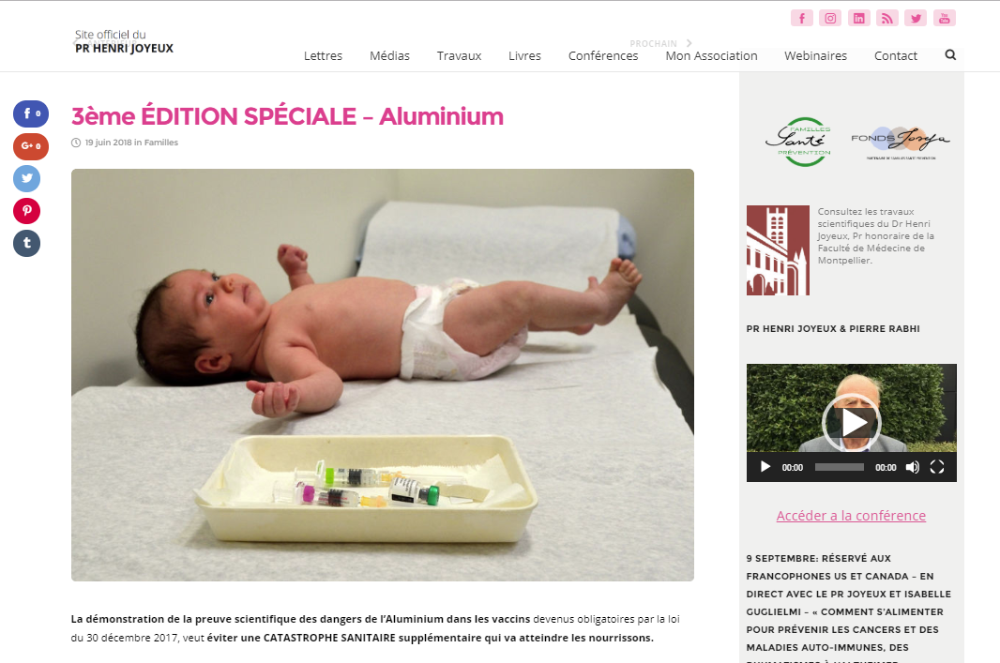 Site officiel du
PR HENRI JOYEUX
PROCHAIN
Lettres Médias Travaux Livres Conférences Mon Association Webinaires Contact
0
G+ 0
3ème ÉDITION SPÉCIALE – Aluminium
19 juin 2018 in Familles
FAMILLES
Santé
PRÉVENTION
FONDS Josefa
Consultez les travaux
scientifiques du Dr Henri
Joyeux, Pr honoraire de la
Faculté de Médecine de
Montpellier.
PR HENRI JOYEUX & PIERRE RABHI
00:00 00:00
Accéder a la conférence
9 SEPTEMBRE: RÉSERVÉ AUX
FRANCOPHONES US ET CANADA – EN
DIRECT AVEC LE PR JOYEUX ET ISABELLE
GUGLIELMI – « COMMENT S'ALIMENTER
POUR PRÉVENIR LES CANCERS ET DES
MALADIES AUTO-IMMUNES, DES
La démonstration de la preuve scientifique des dangers de l'Aluminium dans les vaccins devenus obligatoires par la loi
du 30 décembre 2017, veut éviter une CATASTROPHE SANITAIRE supplémentaire qui va atteindre les nourrissons.